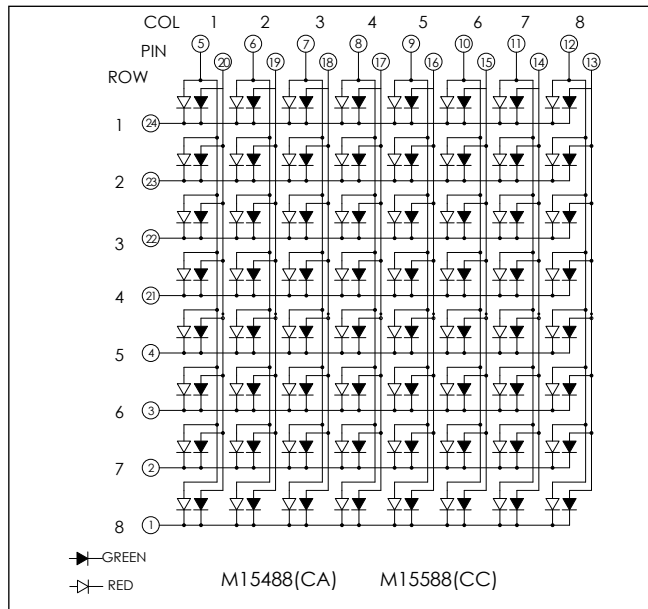 COL 1 2 3 4 5 6 7 8
PIN 5 6 7 8 9 10 11 12
20 19 18 17 16 15 14 13
ROW
1 24
2 23
3 22
4 21
5 4
6 3
7 2
8 1
GREEN
RED
M15488(CA) M15588(CC)